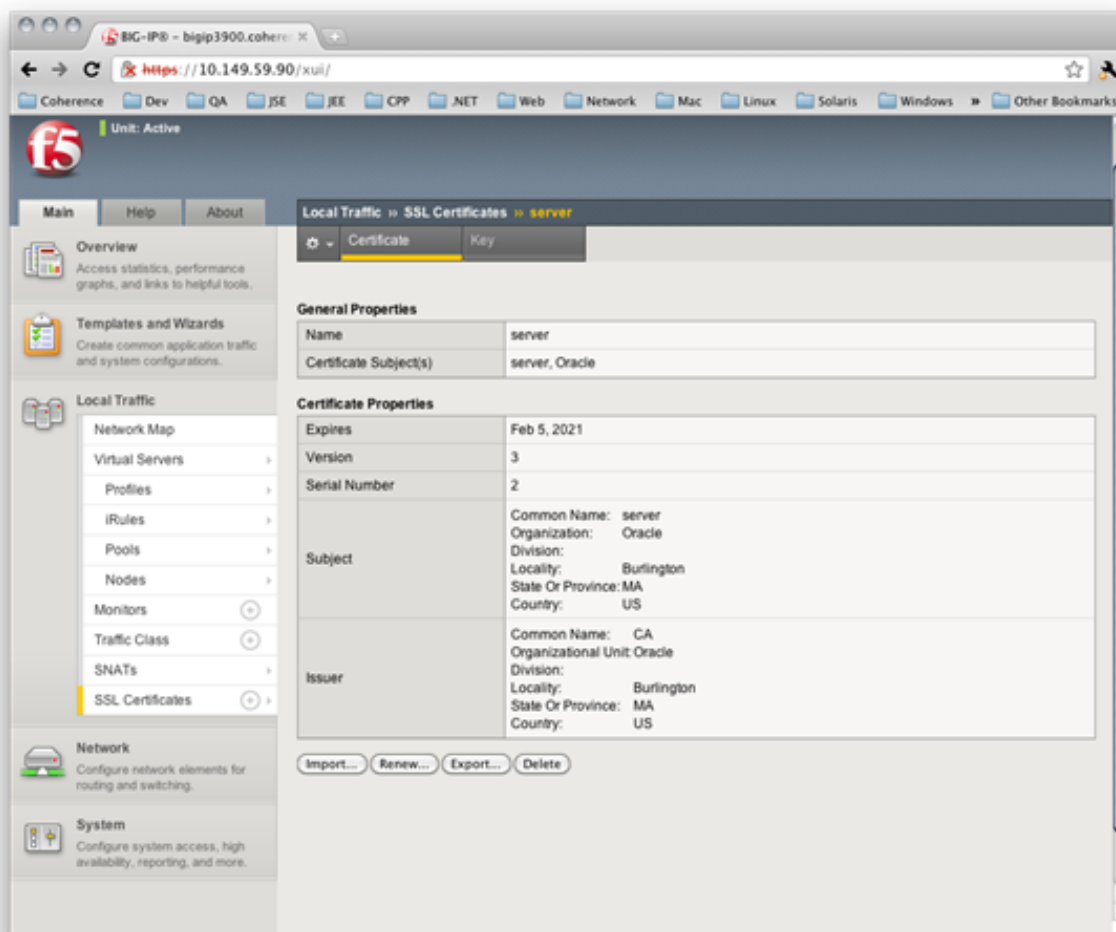 BIG-IP® – bigip3900.cohere
https://10.149.59.90/xui/
Coherence Dev QA JSE JEE CPP .NET Web Network Mac Linux Solaris Windows » Other Bookmarks
f5
Unit: Active
Main Help About
Local Traffic » SSL Certificates » server
Certificate Key
Overview
Access statistics, performance
graphs, and links to helpful tools.
Templates and Wizards
Create common application traffic
and system configurations.
Local Traffic
Network Map
Virtual Servers
Profiles
iRules
Pools
Nodes
Monitors
Traffic Class
SNATs
SSL Certificates
Network
Configure network elements for
routing and switching.
System
Configure system access, high
availability, reporting, and more.
General Properties
Name server
Certificate Subject(s) server, Oracle
Certificate Properties
Expires Feb 5, 2021
Version 3
Serial Number 2
Subject
Common Name: server
Organization: Oracle
Division:
Locality: Burlington
State Or Province: MA
Country: US
Issuer
Common Name: CA
Organizational Unit: Oracle
Division:
Locality: Burlington
State Or Province: MA
Country: US
Import... Renew... Export... Delete